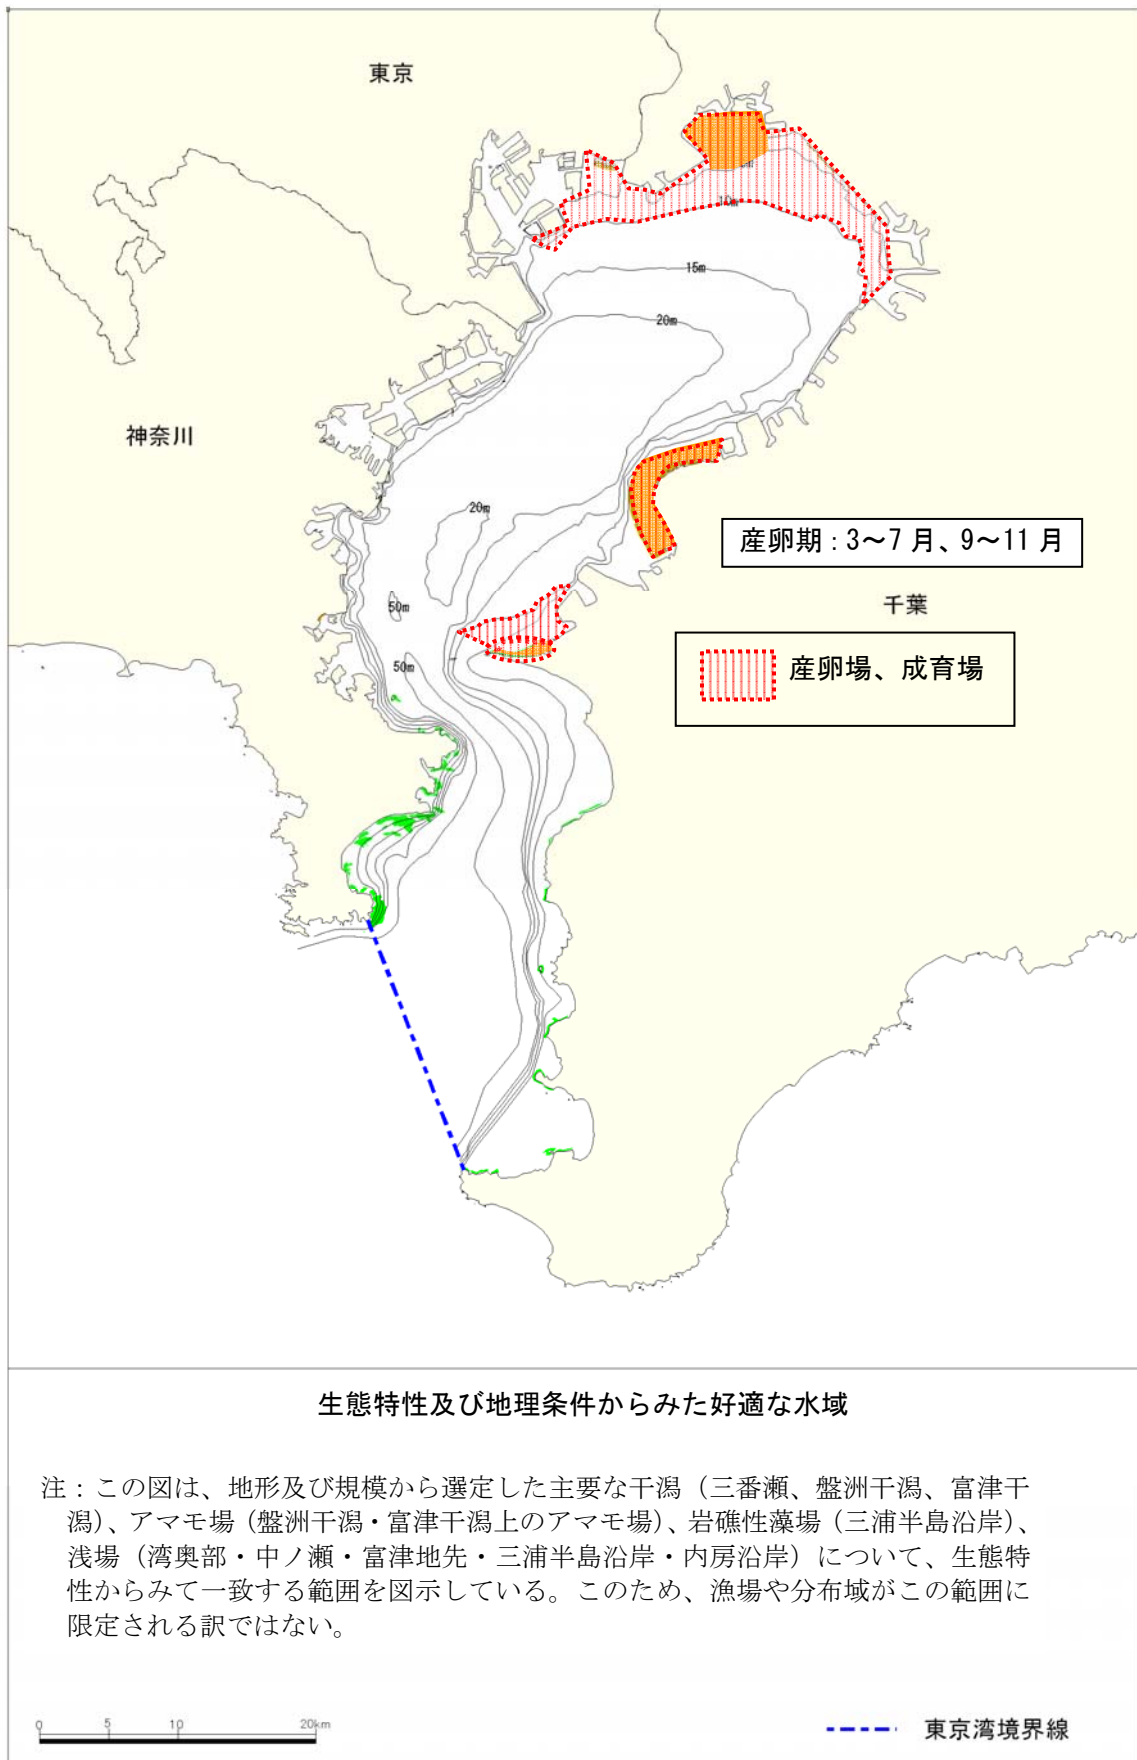 東京
10m
15m
20m
神奈川
20m
産卵期：3～7 月、9～11 月
50m
千葉
50m
産卵場、成育場
生態特性及び地理条件からみた好適な水域
注：この図は、地形及び規模から選定した主要な干潟（三番瀬、盤洲干潟、富津干
潟）、アマモ場（盤洲干潟・富津干潟上のアマモ場）、岩礁性藻場（三浦半島沿岸）、
浅場（湾奥部・中ノ瀬・富津地先・三浦半島沿岸・内房沿岸）について、生態特
性からみて一致する範囲を図示している。このため、漁場や分布域がこの範囲に
限定される訳ではない。
0 5 10 20km
東京湾境界線